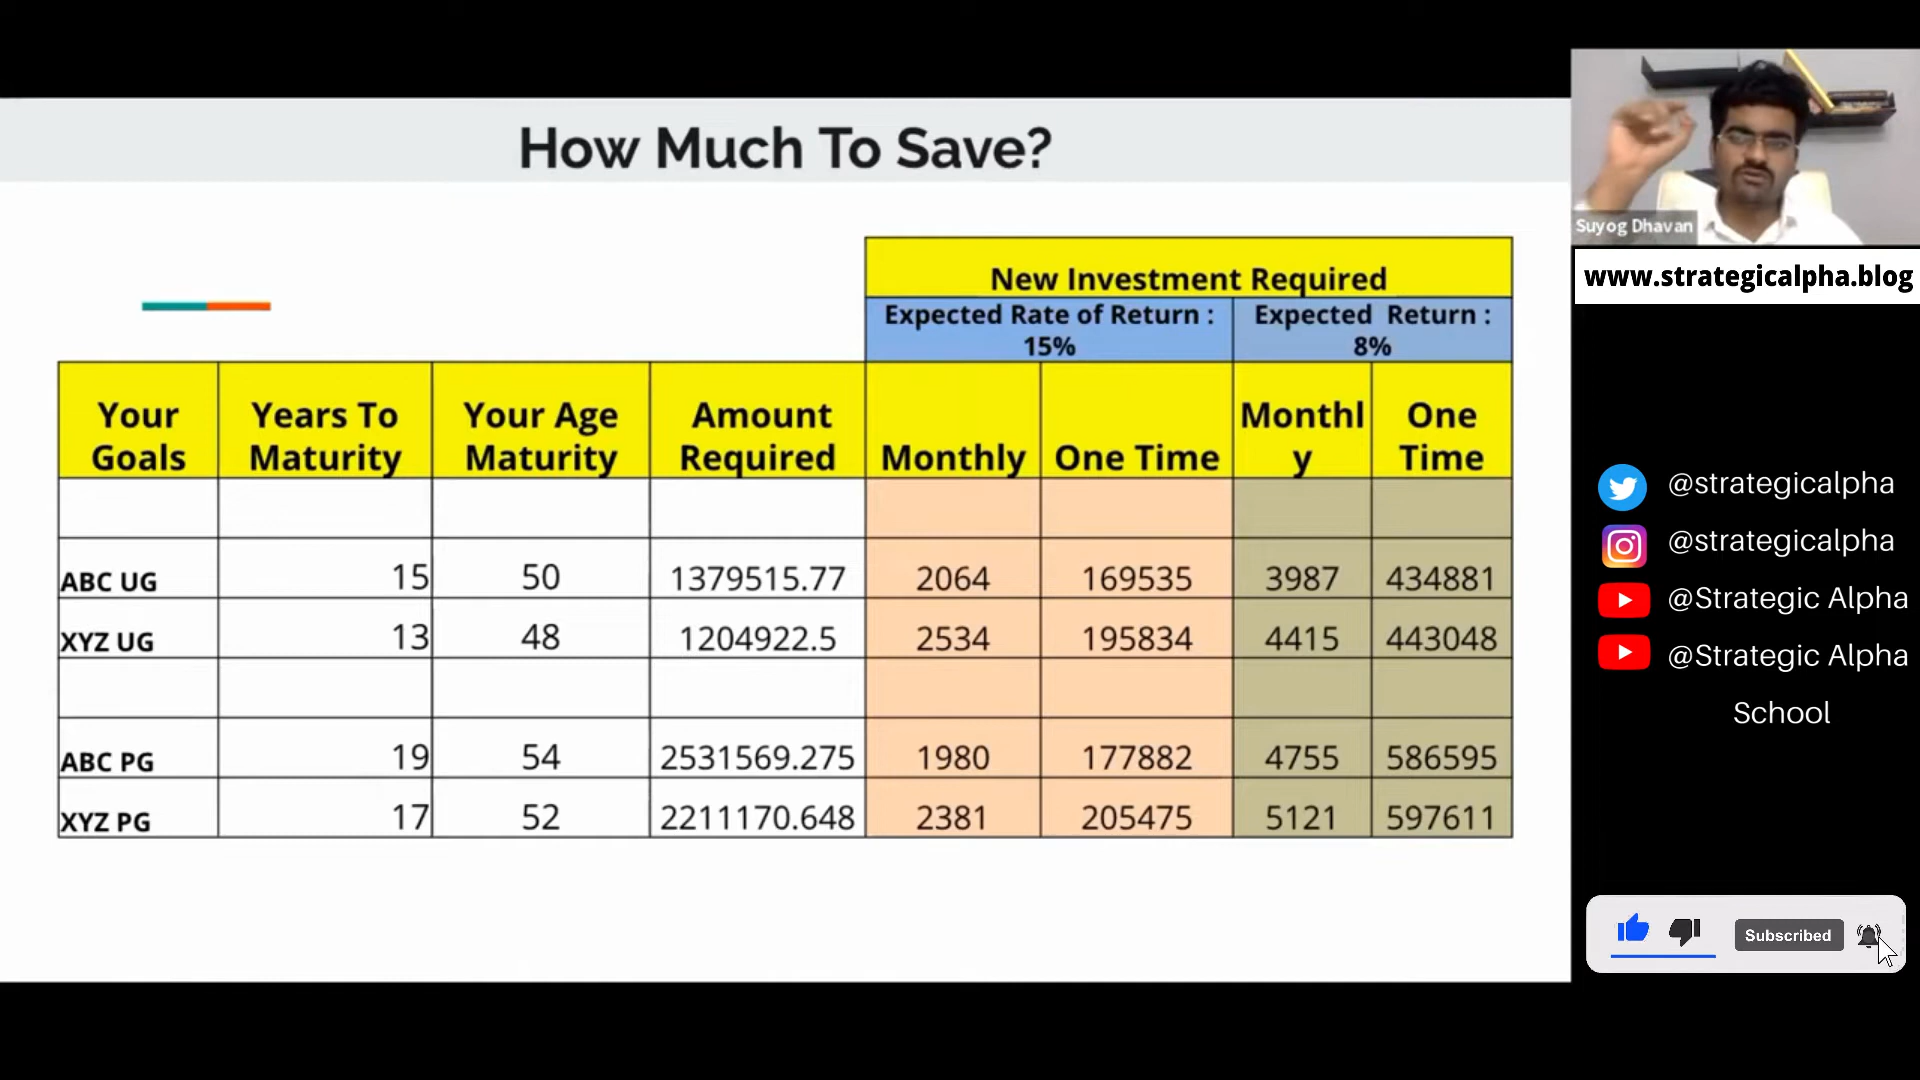 How Much To Save?
Suyog Dhavan
www.strategicalpha.blog
New Investment Required
Expected Rate of Return :
15%
Expected Return :
8%
Your
Goals
Years To
Maturity
Your Age
Maturity
Amount
Required
Monthly
One Time
Monthl
y
One
Time
ABC UG 15 50 1379515.77 2064 169535 3987 434881
XYZ UG 13 48 1204922.5 2534 195834 4415 443048
ABC PG 19 54 2531569.275 1980 177882 4755 586595
XYZ PG 17 52 2211170.648 2381 205475 5121 597611
@strategicalpha
@strategicalpha
@Strategic Alpha
@Strategic Alpha
School
Subscribed